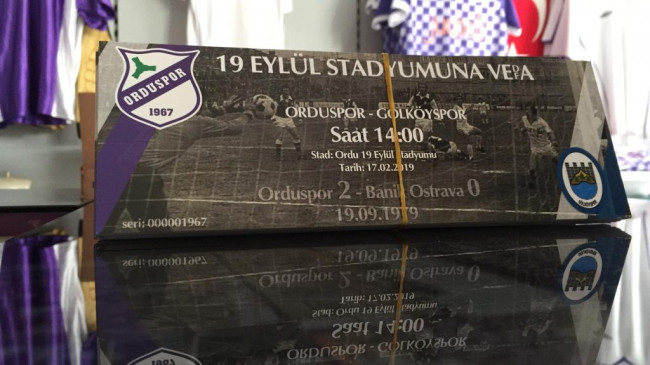 19 EYLÜL STADYUMUNA VEDA
ORDUSPOR
1967
ORDUSPOR - GÖLKÖYSPOR
Saat 14:00
Stad: Ordu 19 Eylül Stadyumu
Tarih: 17.02.2019
Orduspor 2 - Banik Ostrava 0
19.09.1979
seri: 000001967